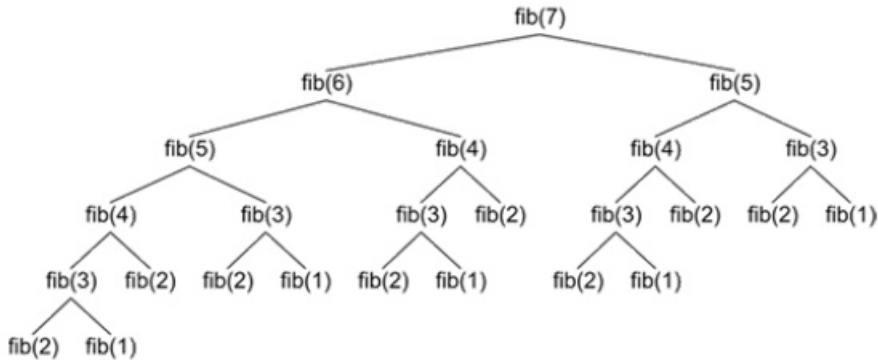 fib(7)
fib(6) fib(5)
fib(5) fib(4) fib(4) fib(3)
fib(4) fib(3) fib(3) fib(2) fib(3) fib(2) fib(2) fib(1)
fib(3) fib(2) fib(2) fib(1) fib(2) fib(1) fib(2) fib(1)
fib(2) fib(1)